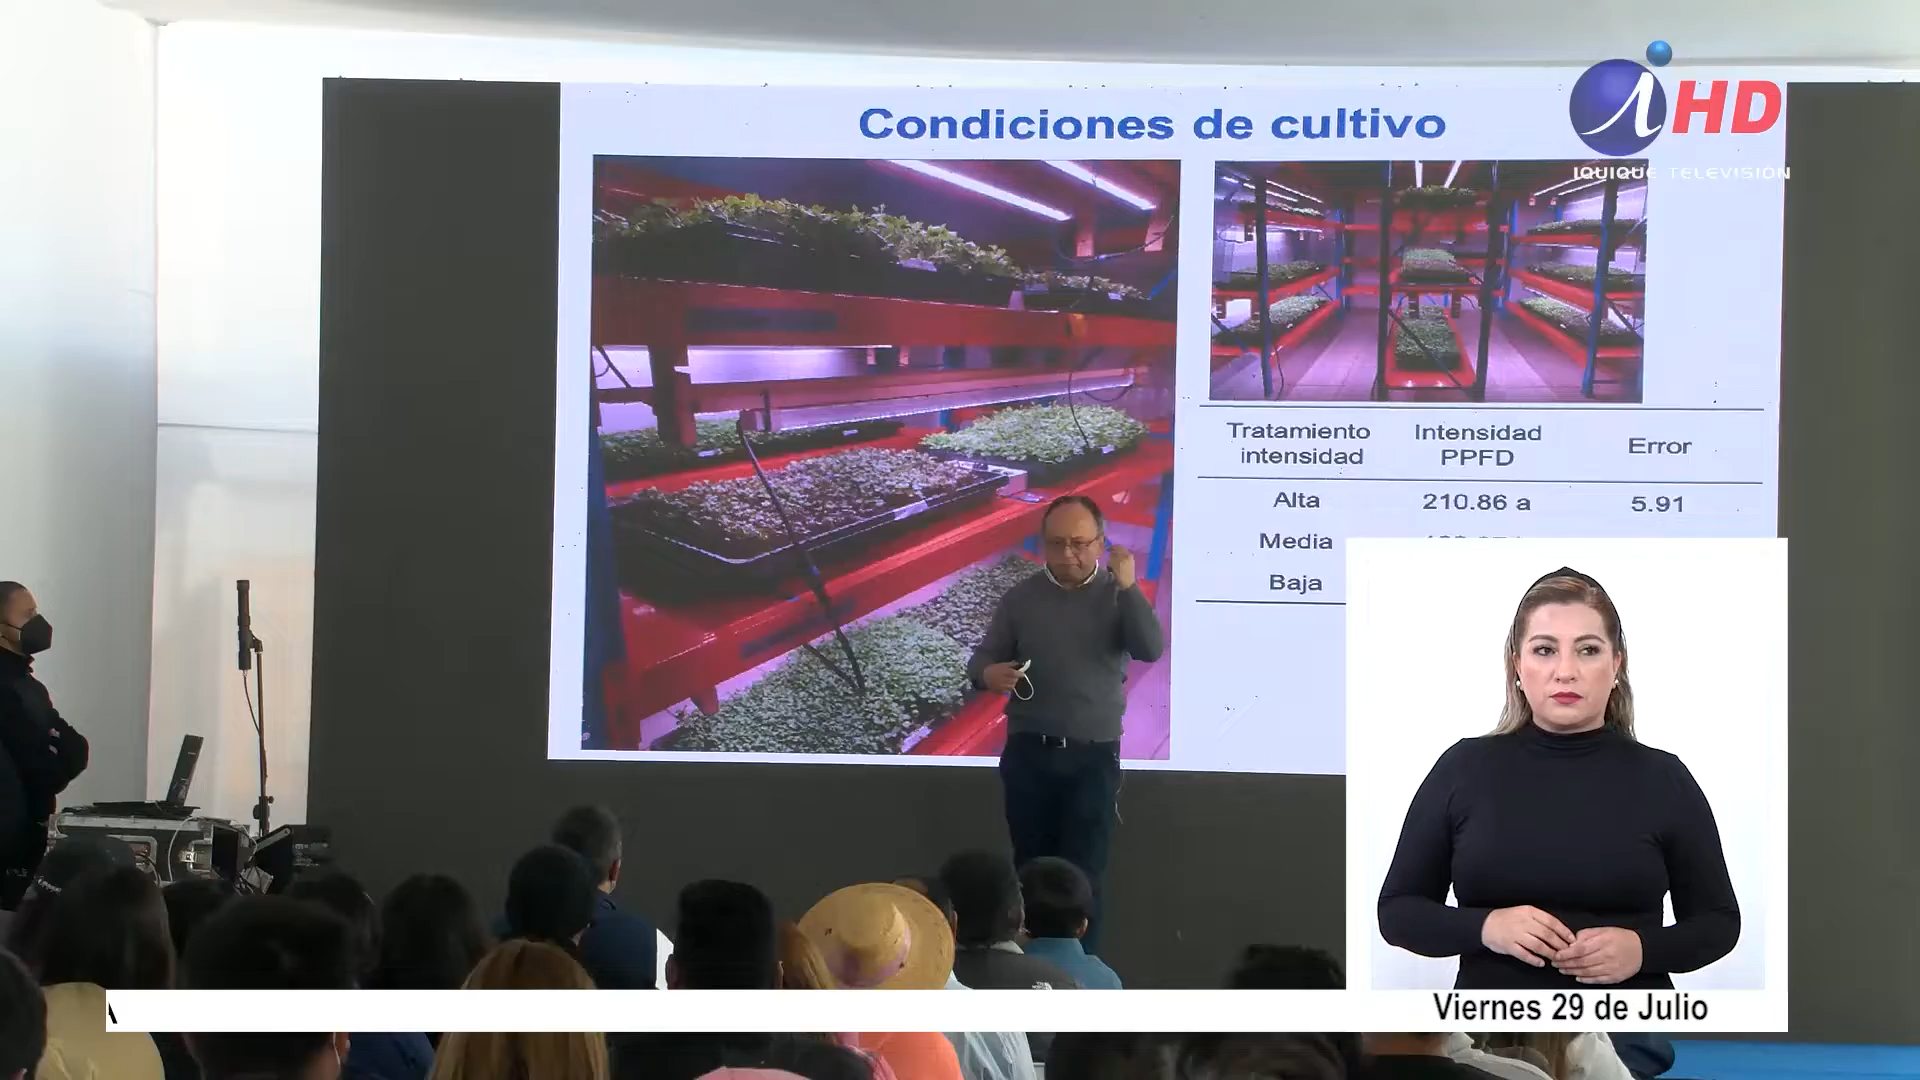 Condiciones de cultivo
HD
IQUIQUE TELEVISIÓN
Tratamiento intensidad
Intensidad PPFD
Error
Alta
210.86 a
5.91
Media
Baja
Viernes 29 de Julio